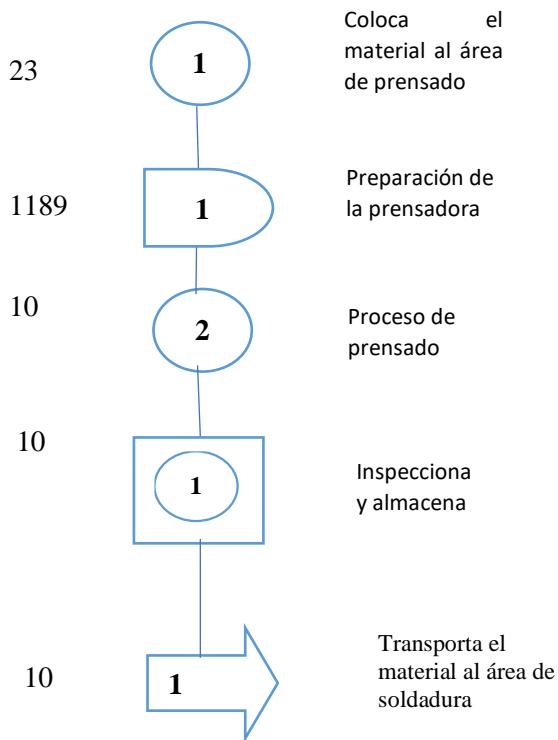 23
1
Coloca el
material al área
de prensado
1189
1
Preparación de
la prensadora
10
2
Proceso de
prensado
10
1
Inspecciona
y almacena
10
1
Transporta el
material al área de
soldadura